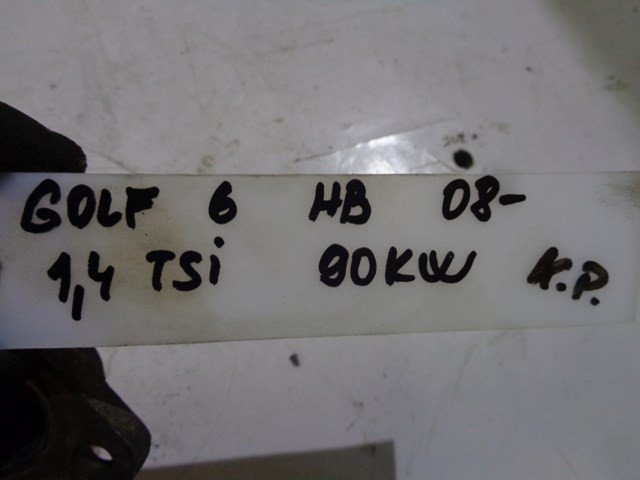 GOLF 6 HB 08-
1,4 TSi 90KW K.P.